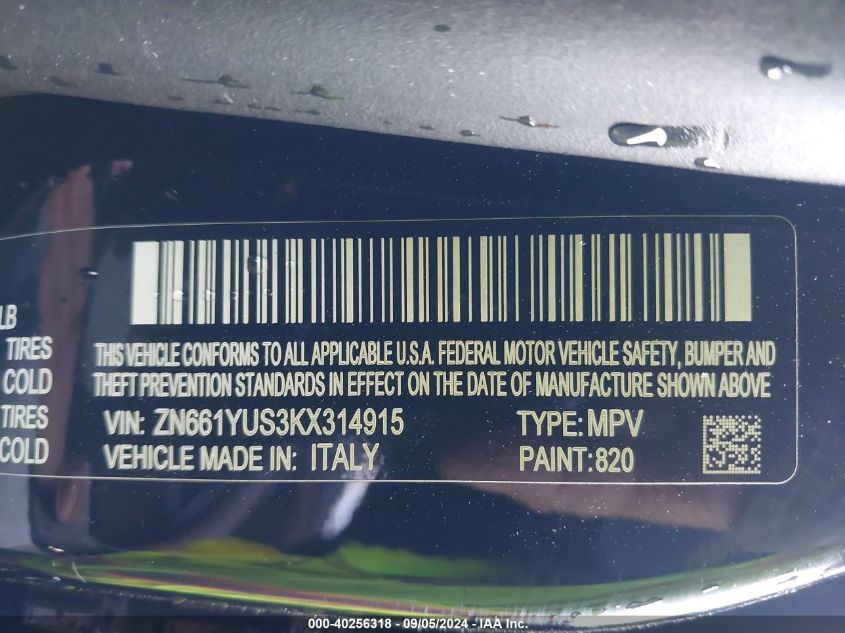 LB
TIRES
COLD
TIRES
COLD
THIS VEHICLE CONFORMS TO ALL APPLICABLE U.S.A. FEDERAL MOTOR VEHICLE SAFETY, BUMPER AND
THEFT PREVENTION STANDARDS IN EFFECT ON THE DATE OF MANUFACTURE SHOWN ABOVE
VIN: ZN661YUS3KX314915 TYPE: MPV
VEHICLE MADE IN: ITALY PAINT: 820
000-40256318 - 09/05/2024 - IAAI.com